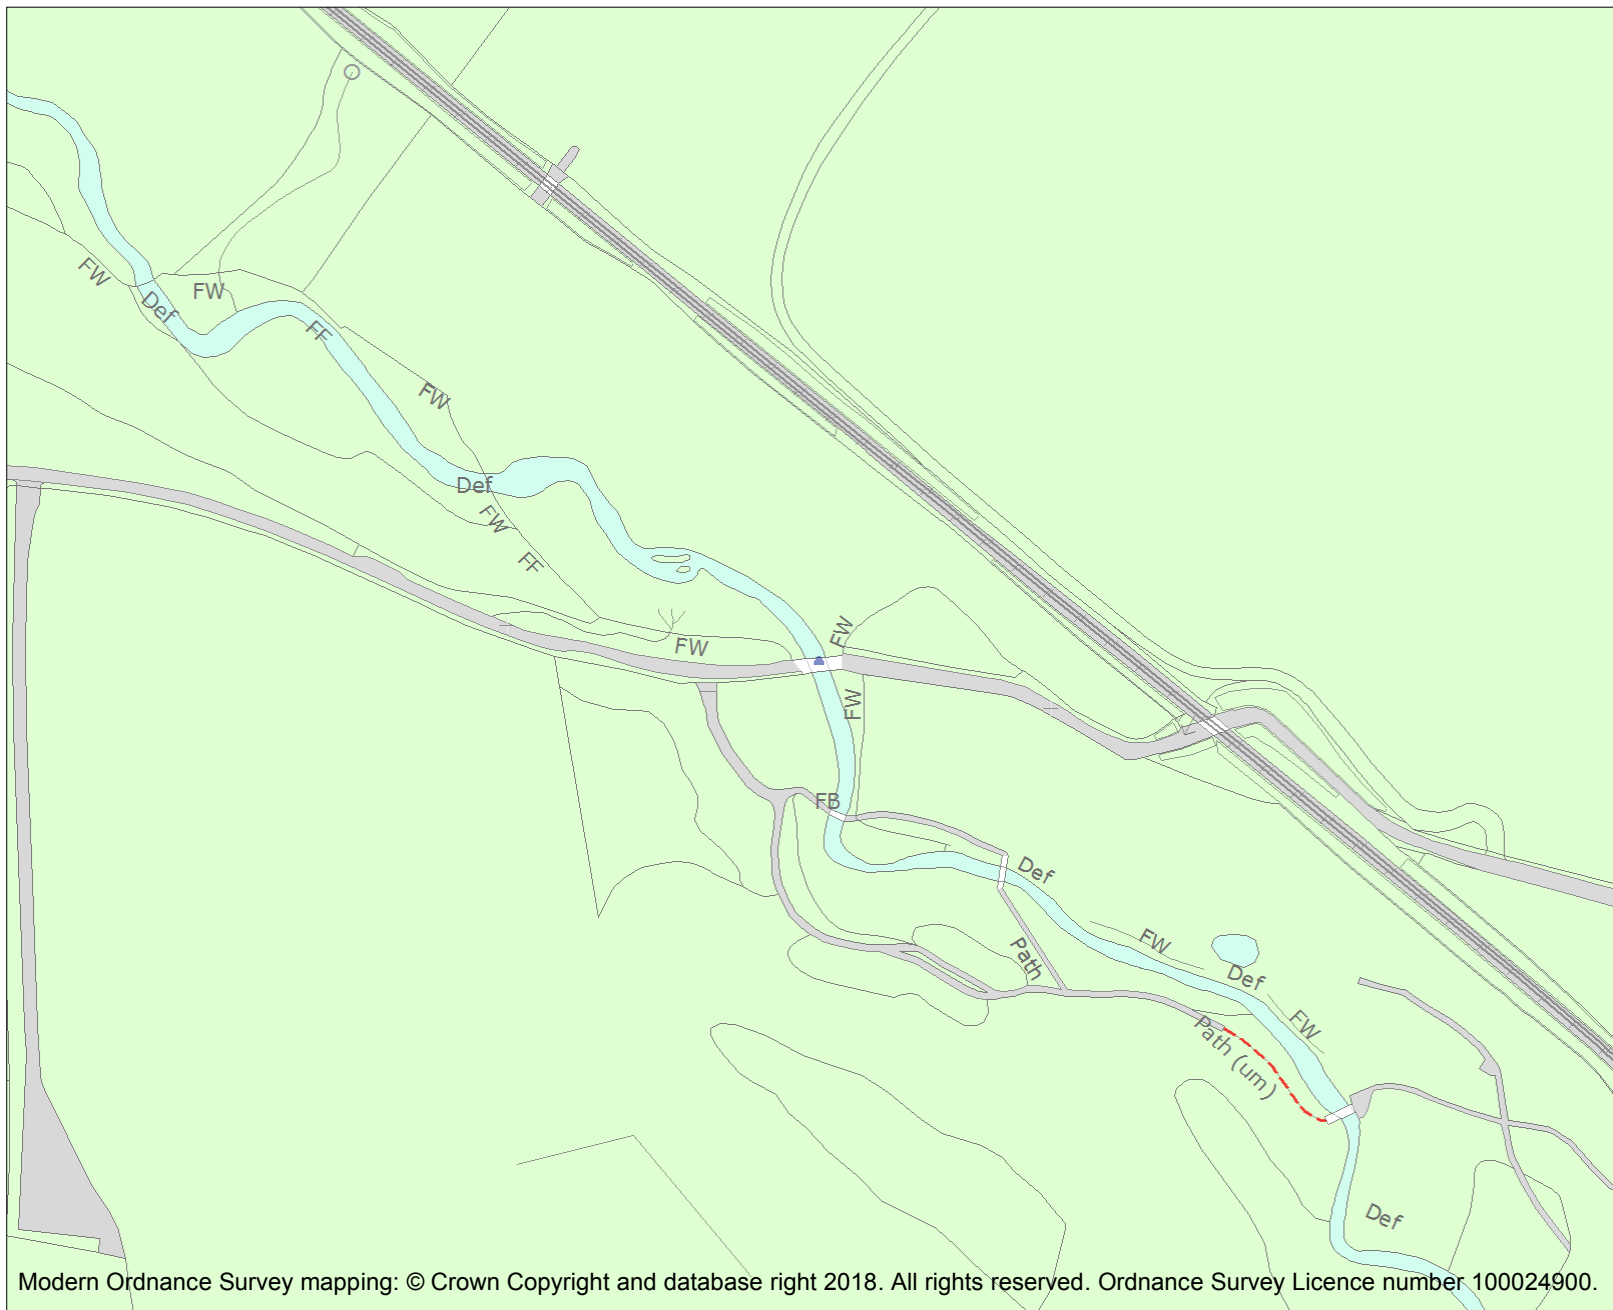 FW
FW
Def
FF
FW
Def
FW
FF
FW
FW
FW
FB
Def
FW
Path
Def
FW
Path (um)
Def
Modern Ordnance Survey mapping: © Crown Copyright and database right 2018. All rights reserved. Ordnance Survey Licence number 100024900.